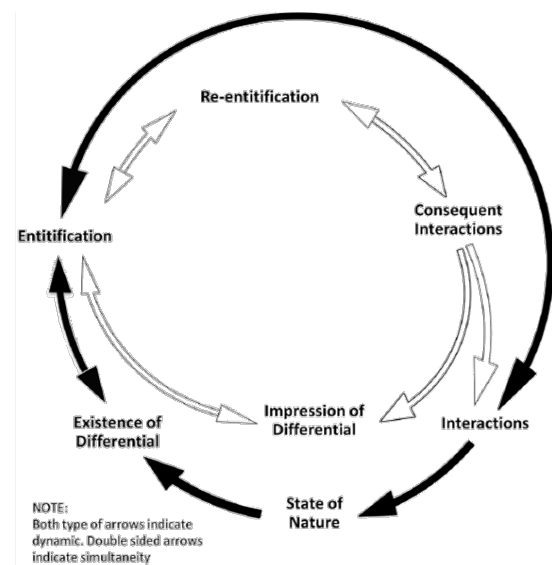 Re-entitification
Consequent
Interactions
Entitification
Existence of
Differential
Impression of
Differential
Interactions
State of
Nature
NOTE:
Both type of arrows indicate
dynamic. Double sided arrows
indicate simultaneity